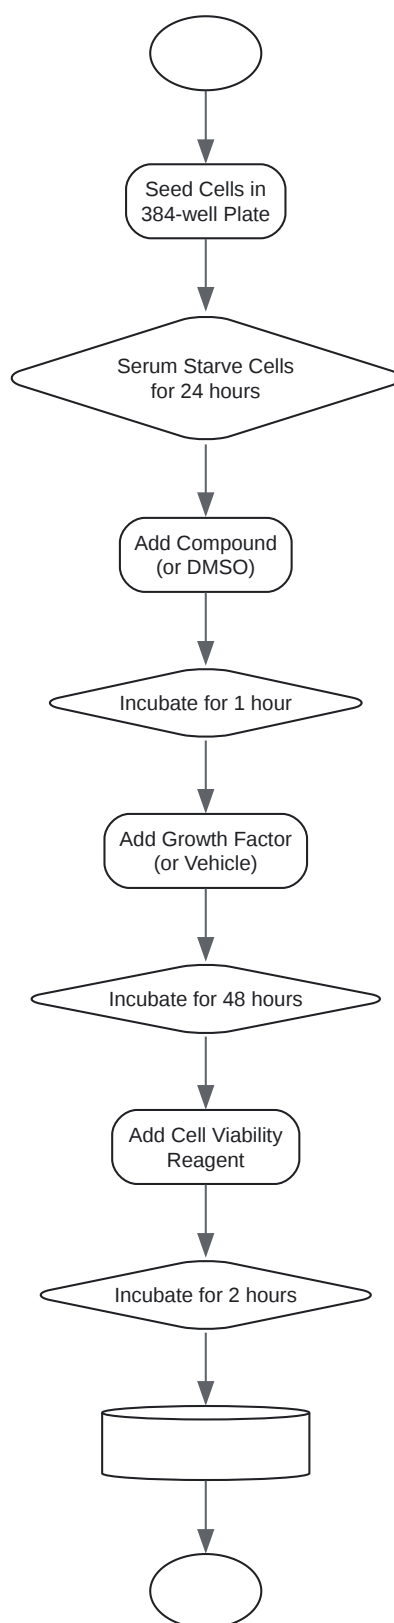 Seed Cells in
384-well Plate
Serum Starve Cells
for 24 hours
Add Compound
(or DMSO)
Incubate for 1 hour
Add Growth Factor
(or Vehicle)
Incubate for 48 hours
Add Cell Viability
Reagent
Incubate for 2 hours